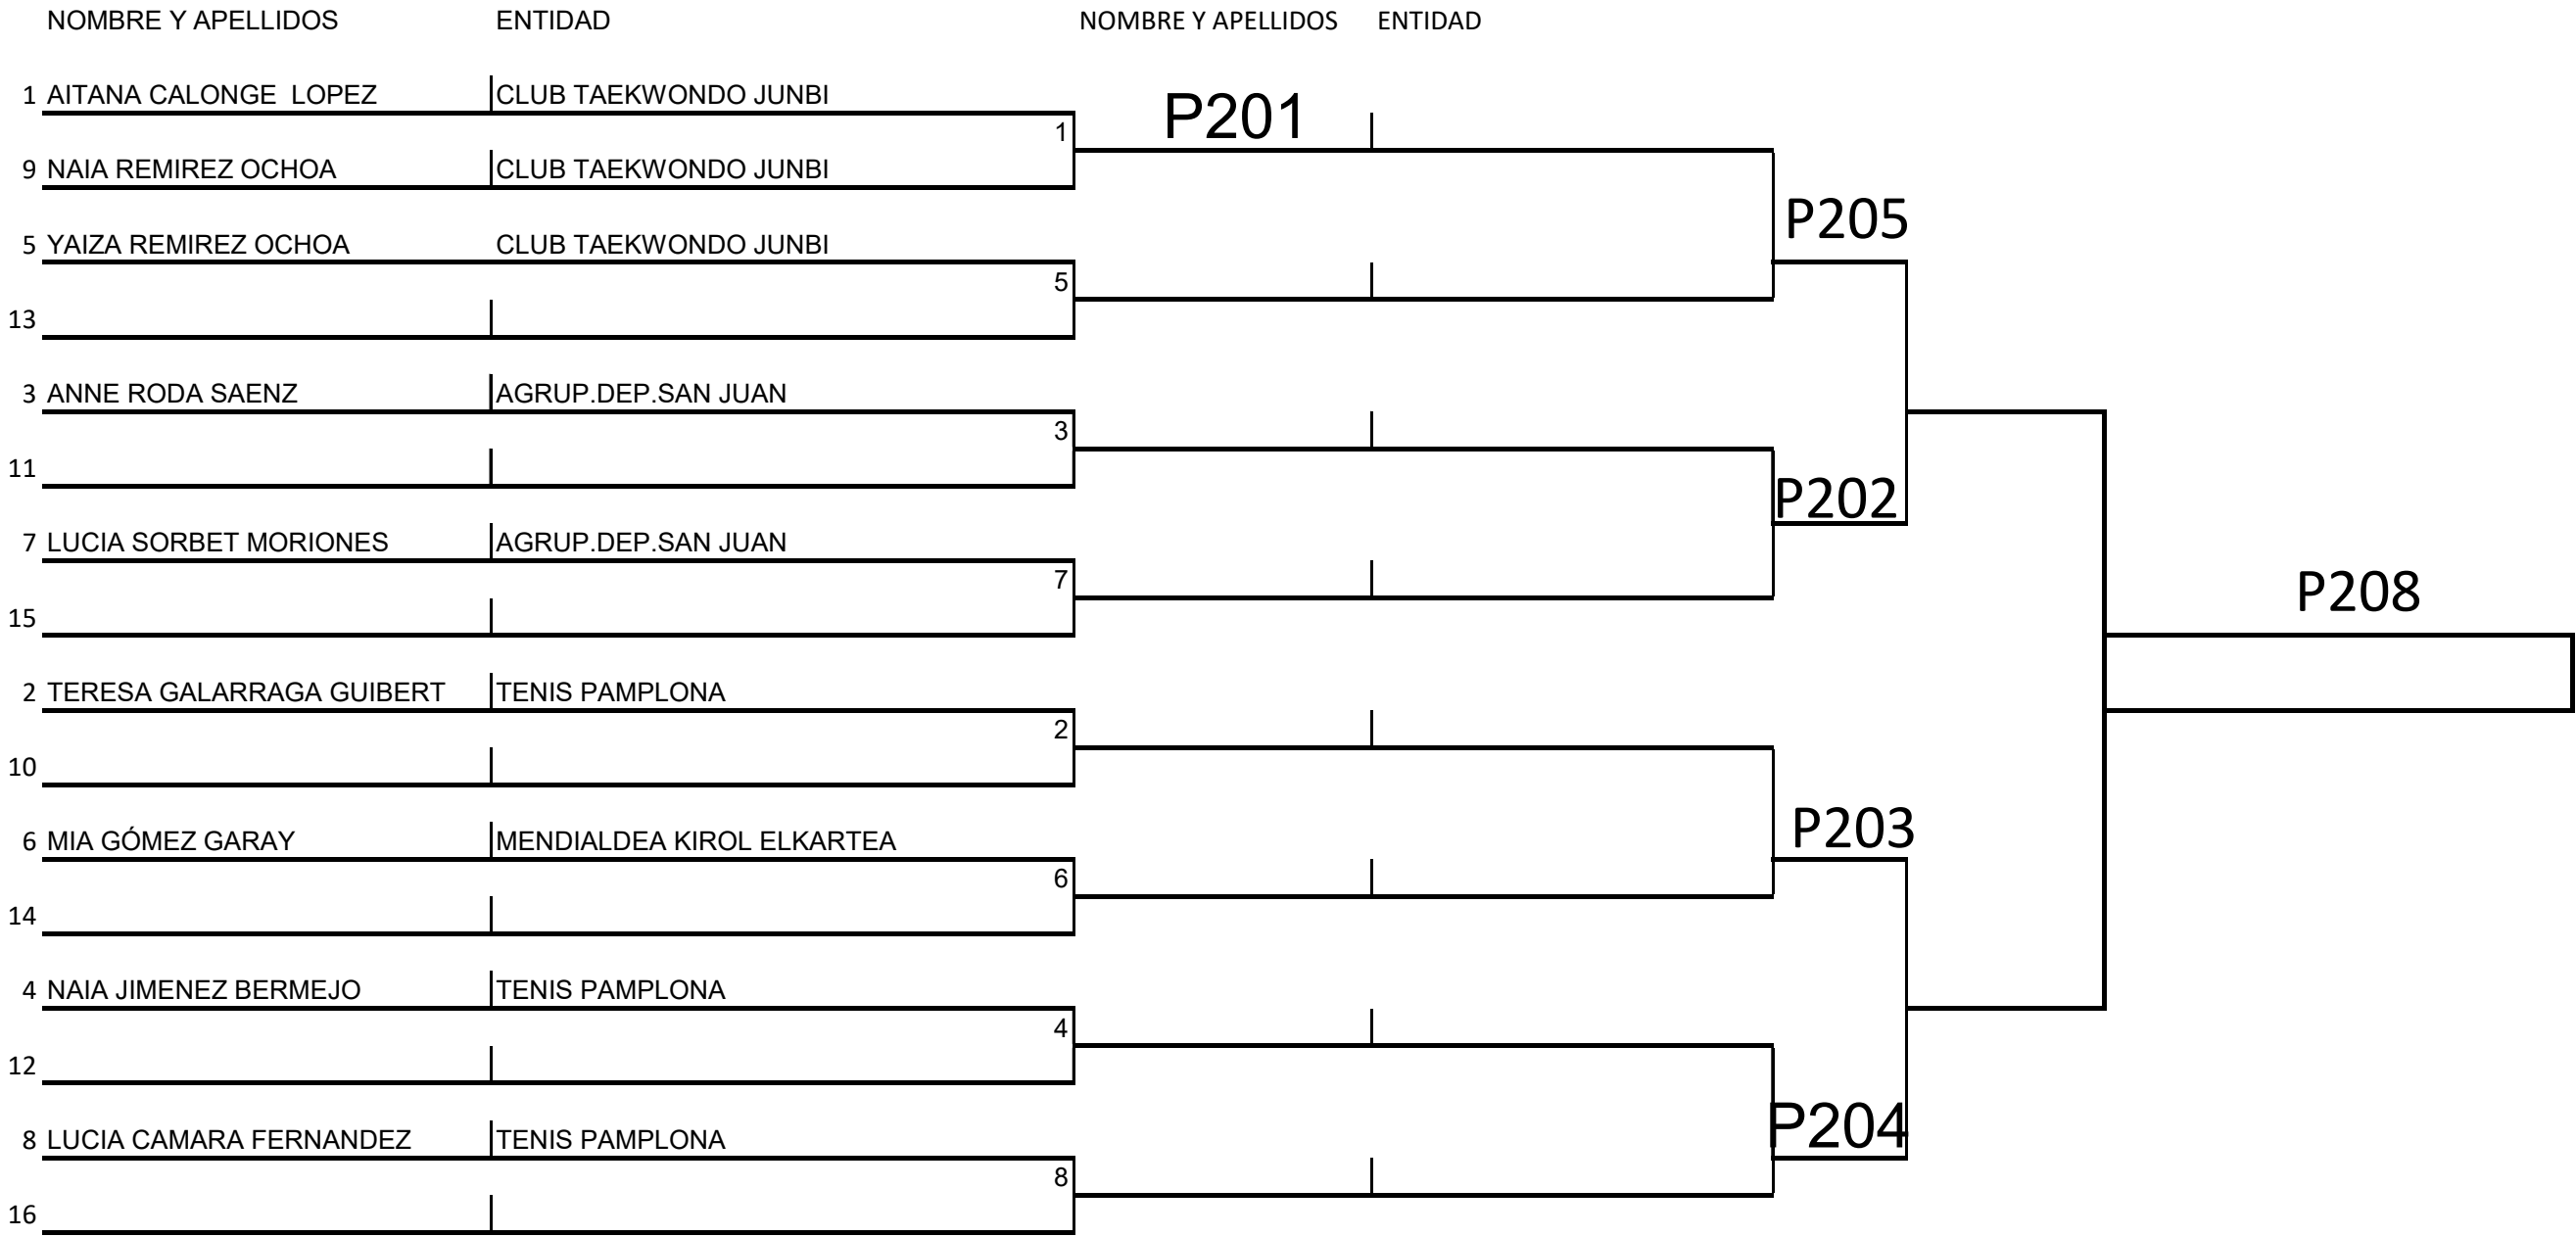 NOMBRE Y APELLIDOS ENTIDAD NOMBRE Y APELLIDOS ENTIDAD
1 AITANA CALONGE LOPEZ CLUB TAEKWONDO JUNBI
1 P201
9 NAIA REMIREZ OCHOA CLUB TAEKWONDO JUNBI
P205
5 YAIZA REMIREZ OCHOA CLUB TAEKWONDO JUNBI
5
13
3 ANNE RODA SAENZ AGRUP.DEP.SAN JUAN
3
11
P202
7 LUCIA SORBET MORIONES AGRUP.DEP.SAN JUAN
7
P208
15
2 TERESA GALARRAGA GUIBERT TENIS PAMPLONA
2
10
P203
6 MIA GÓMEZ GARAY MENDIALDEA KIROL ELKARTEA
6
14
4 NAIA JIMENEZ BERMEJO TENIS PAMPLONA
4
12
P204
8 LUCIA CAMARA FERNANDEZ TENIS PAMPLONA
8
16